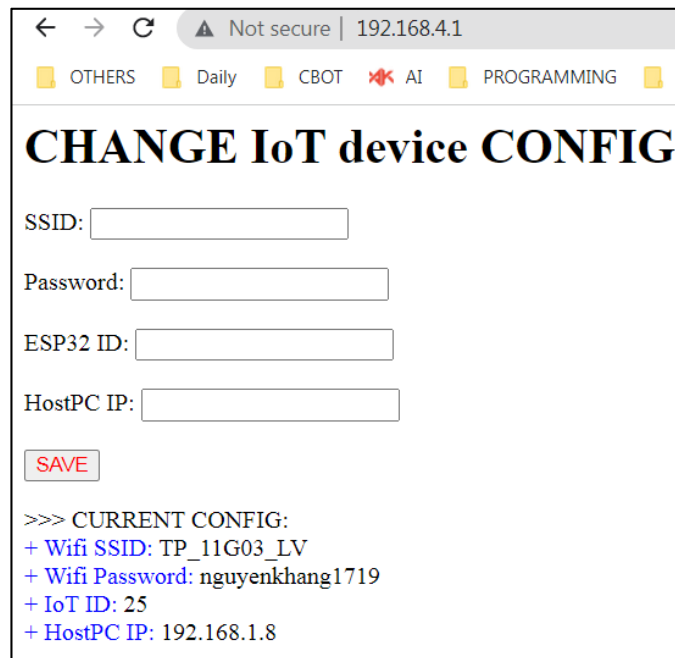 Not secure | 192.168.4.1
OTHERS Daily CBOT AI PROGRAMMING
CHANGE IoT device CONFIG
SSID:
Password:
ESP32 ID:
HostPC IP:
SAVE
>>> CURRENT CONFIG:
+ Wifi SSID: TP_11G03_LV
+ Wifi Password: nguyenkhang1719
+ IoT ID: 25
+ HostPC IP: 192.168.1.8